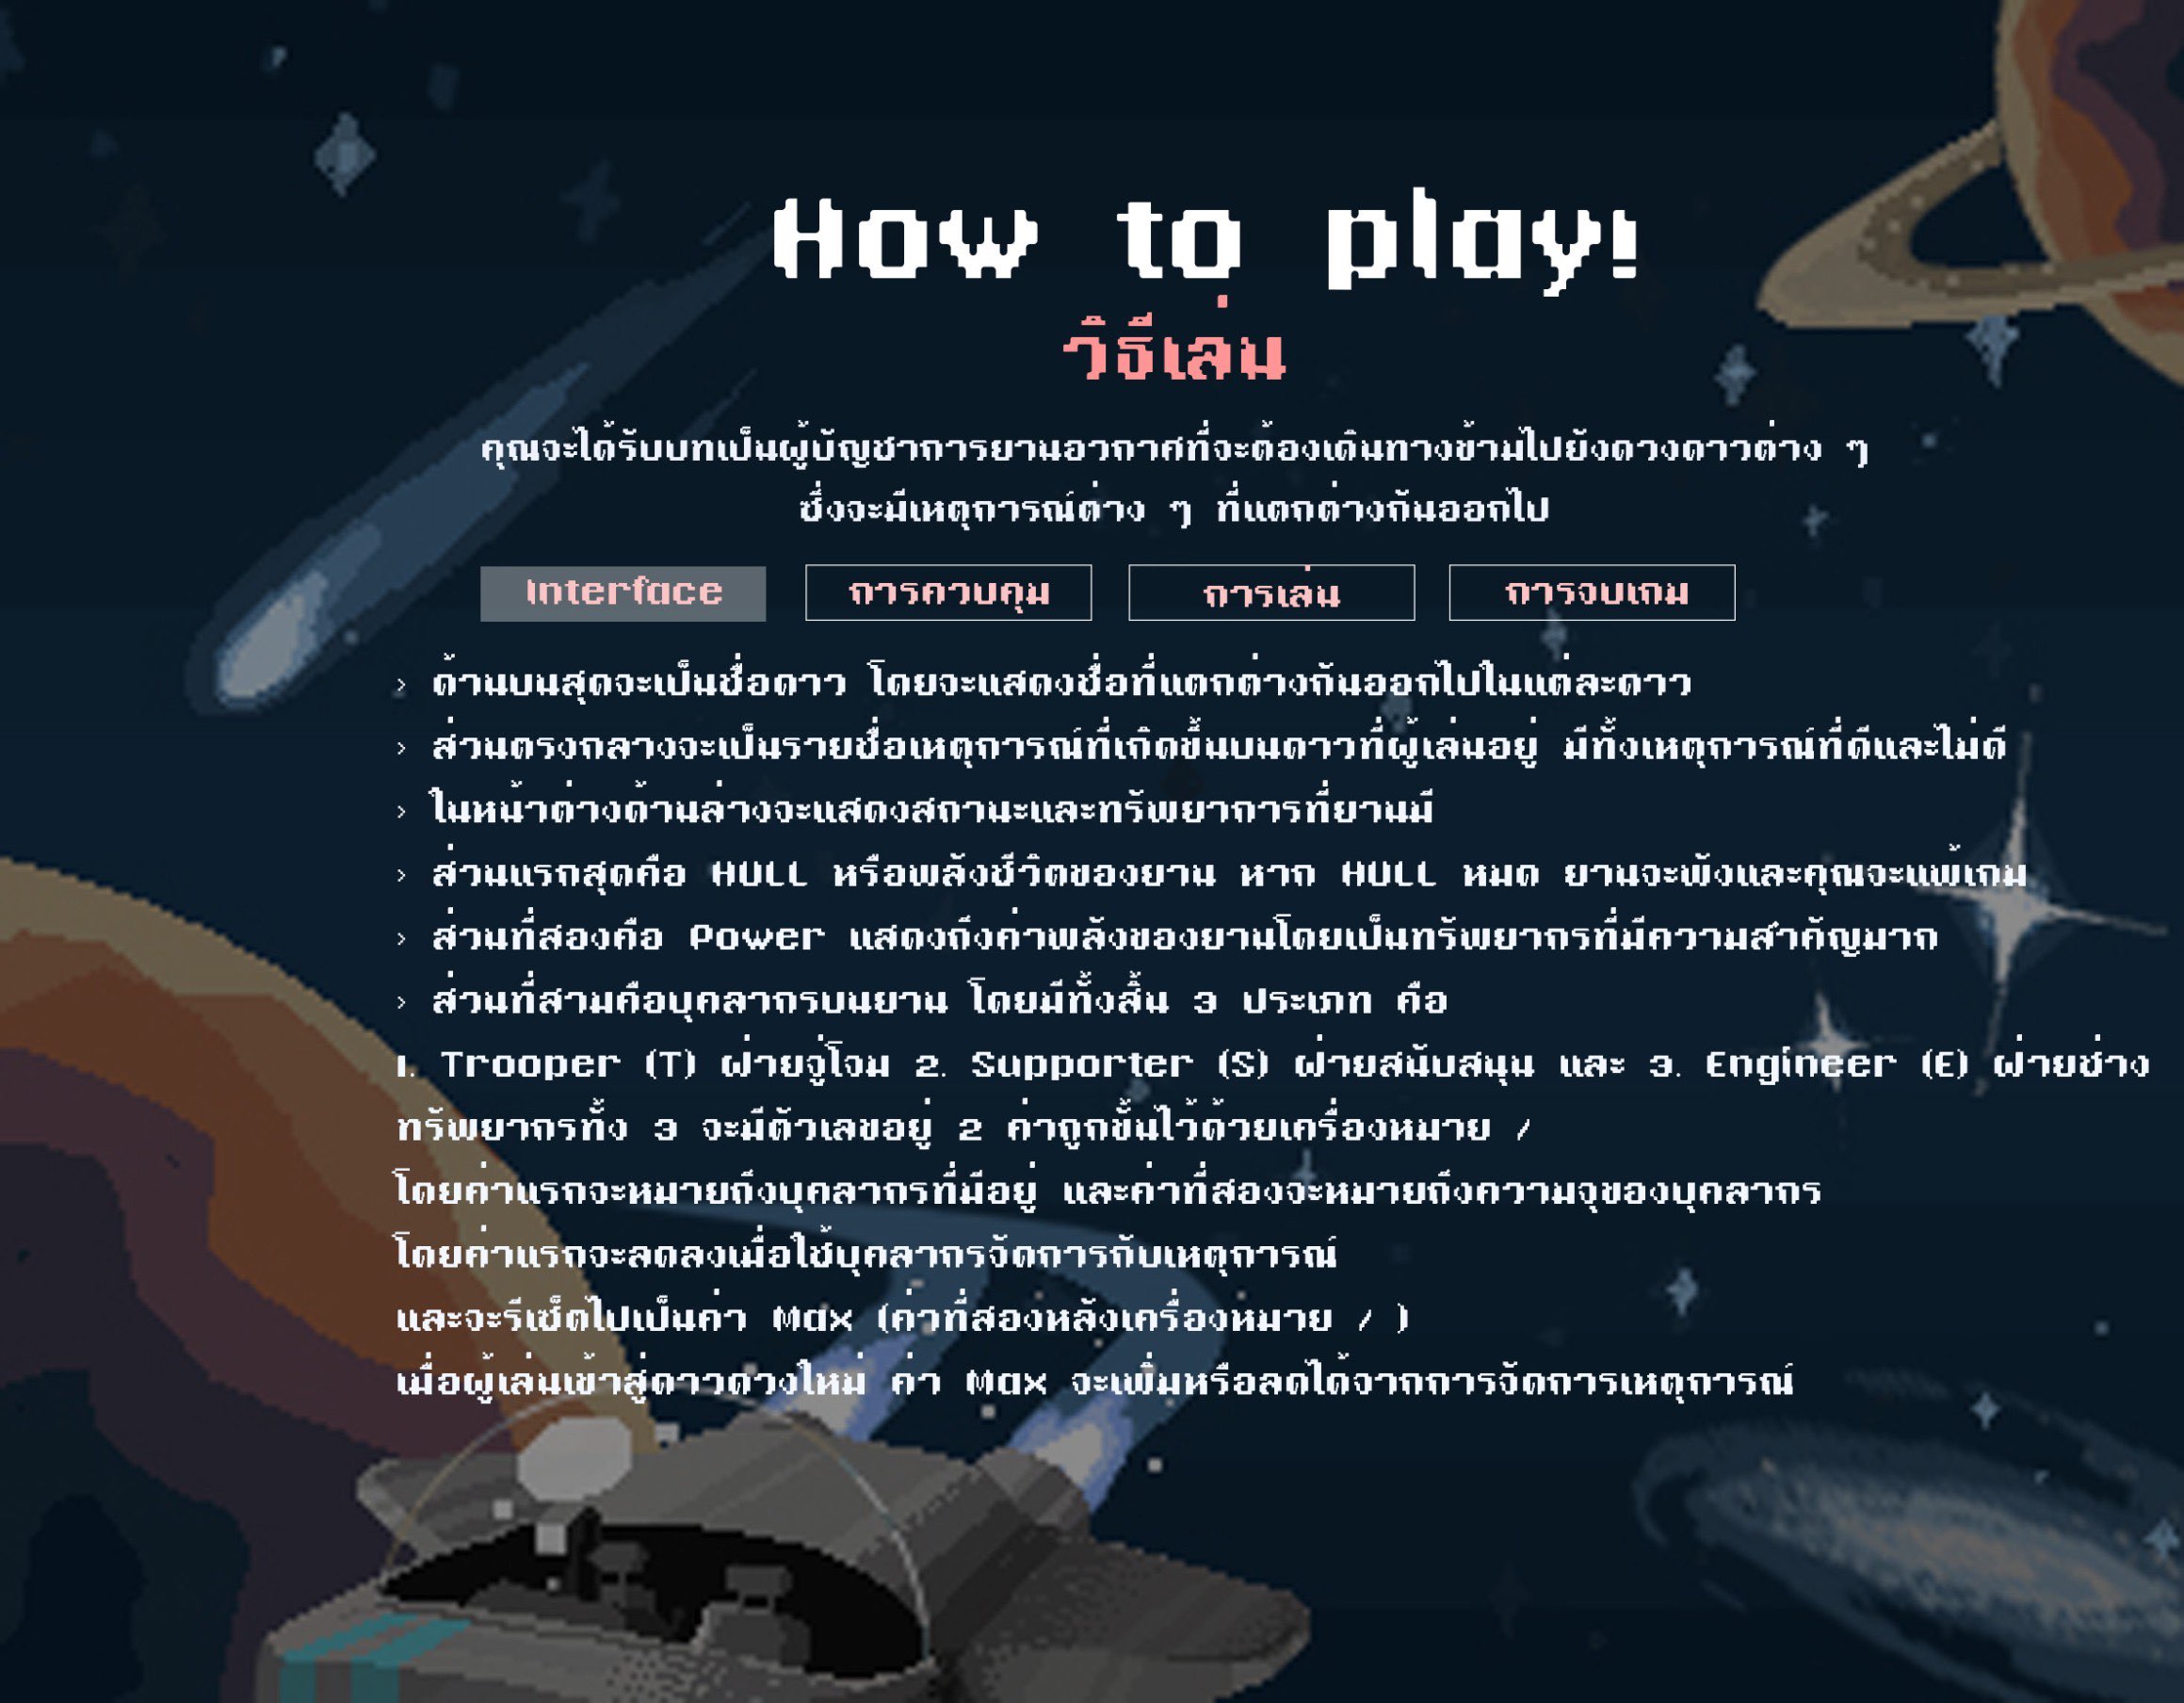 How to play!
วิธีเล่น
คุณจะได้รับบทเป็นผู้บัญชาการยานอวกาศที่จะต้องเดินทางข้ามไปยังดวงดาวต่าง ๆ
ซึ่งจะมีเหตุการณ์ต่าง ๆ ที่แตกต่างกันออกไป
Interface การควบคุม การเล่น การจบเกม
› ด้านบนสุดจะเป็นชื่อดาว โดยจะแสดงชื่อที่แตกต่างกันออกไปในแต่ละดาว
› ส่วนตรงกลางจะเป็นรายชื่อเหตุการณ์ที่เกิดขึ้นบนดาวที่ผู้เล่นอยู่ มีทั้งเหตุการณ์ที่ดีและไม่ดี
› ในหน้าต่างด้านล่างจะแสดงสถานะและทรัพยาการที่ยานมี
› ส่วนแรกสุดคือ HULL หรือพลังชีวิตของยาน หาก HULL หมด ยานจะพังและคุณจะแพ้เกม
› ส่วนที่สองคือ Power แสดงถึงค่าพลังของยานโดยเป็นทรัพยากรที่มีความสำคัญมาก
› ส่วนที่สามคือบุคลากรบนยาน โดยมีทั้งสิ้น 3 ประเภท คือ
1. Trooper (T) ฝ่ายจู่โจม 2. Supporter (S) ฝ่ายสนับสนุน และ 3. Engineer (E) ฝ่ายช่าง
ทรัพยากรทั้ง 3 จะมีตัวเลขอยู่ 2 ค่าถูกขั้นไว้ด้วยเครื่องหมาย /
โดยค่าแรกจะหมายถึงบุคลากรที่มีอยู่ และค่าที่สองจะหมายถึงความจุของบุคลากร
โดยค่าแรกจะลดลงเมื่อใช้บุคลากรจัดการกับเหตุการณ์
และจะรีเซ็ตไปเป็นค่า Max (ค่าที่สองหลังเครื่องหมาย / )
เมื่อผู้เล่นเข้าสู่ดาวดวงใหม่ ค่า Max จะเพิ่มหรือลดได้จากการจัดการเหตุการณ์